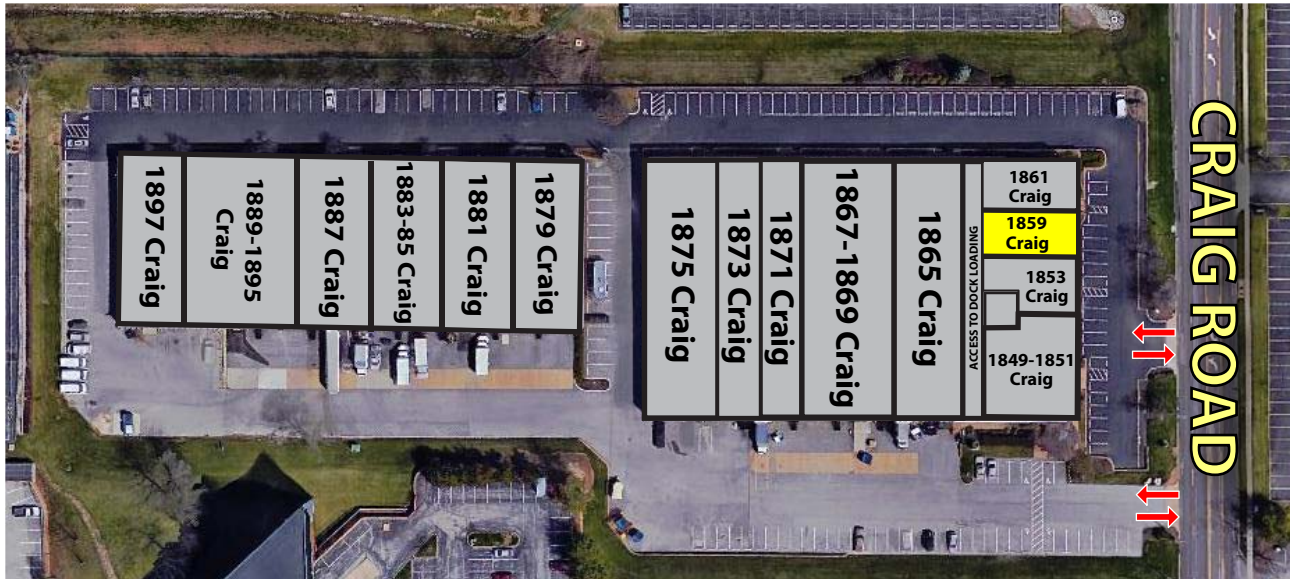 1897 Craig
1889-1895
Craig
1887 Craig
1883-85 Craig
1881 Craig
1879 Craig
1875 Craig
1873 Craig
1871 Craig
1867-1869 Craig
1865 Craig
ACCESS TO DOCK LOADING
1861
Craig
1859
Craig
1853
Craig
1849-1851
Craig
CRAIG ROAD